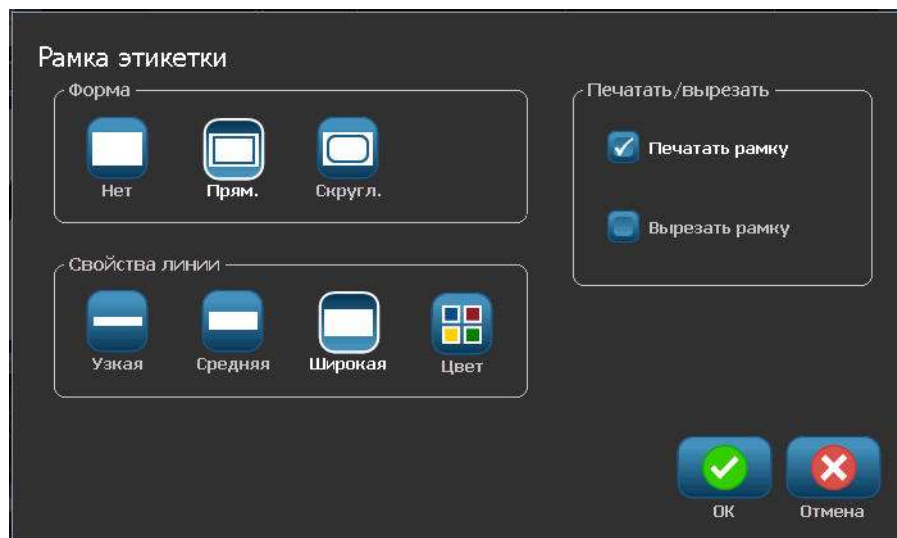 Рамка этикетки
Форма
Нет Прям. Скругл.
Свойства линии
Узкая Средняя Широкая Цвет
Печатать/вырезать
Печатать рамку
Вырезать рамку
ОК Отмена